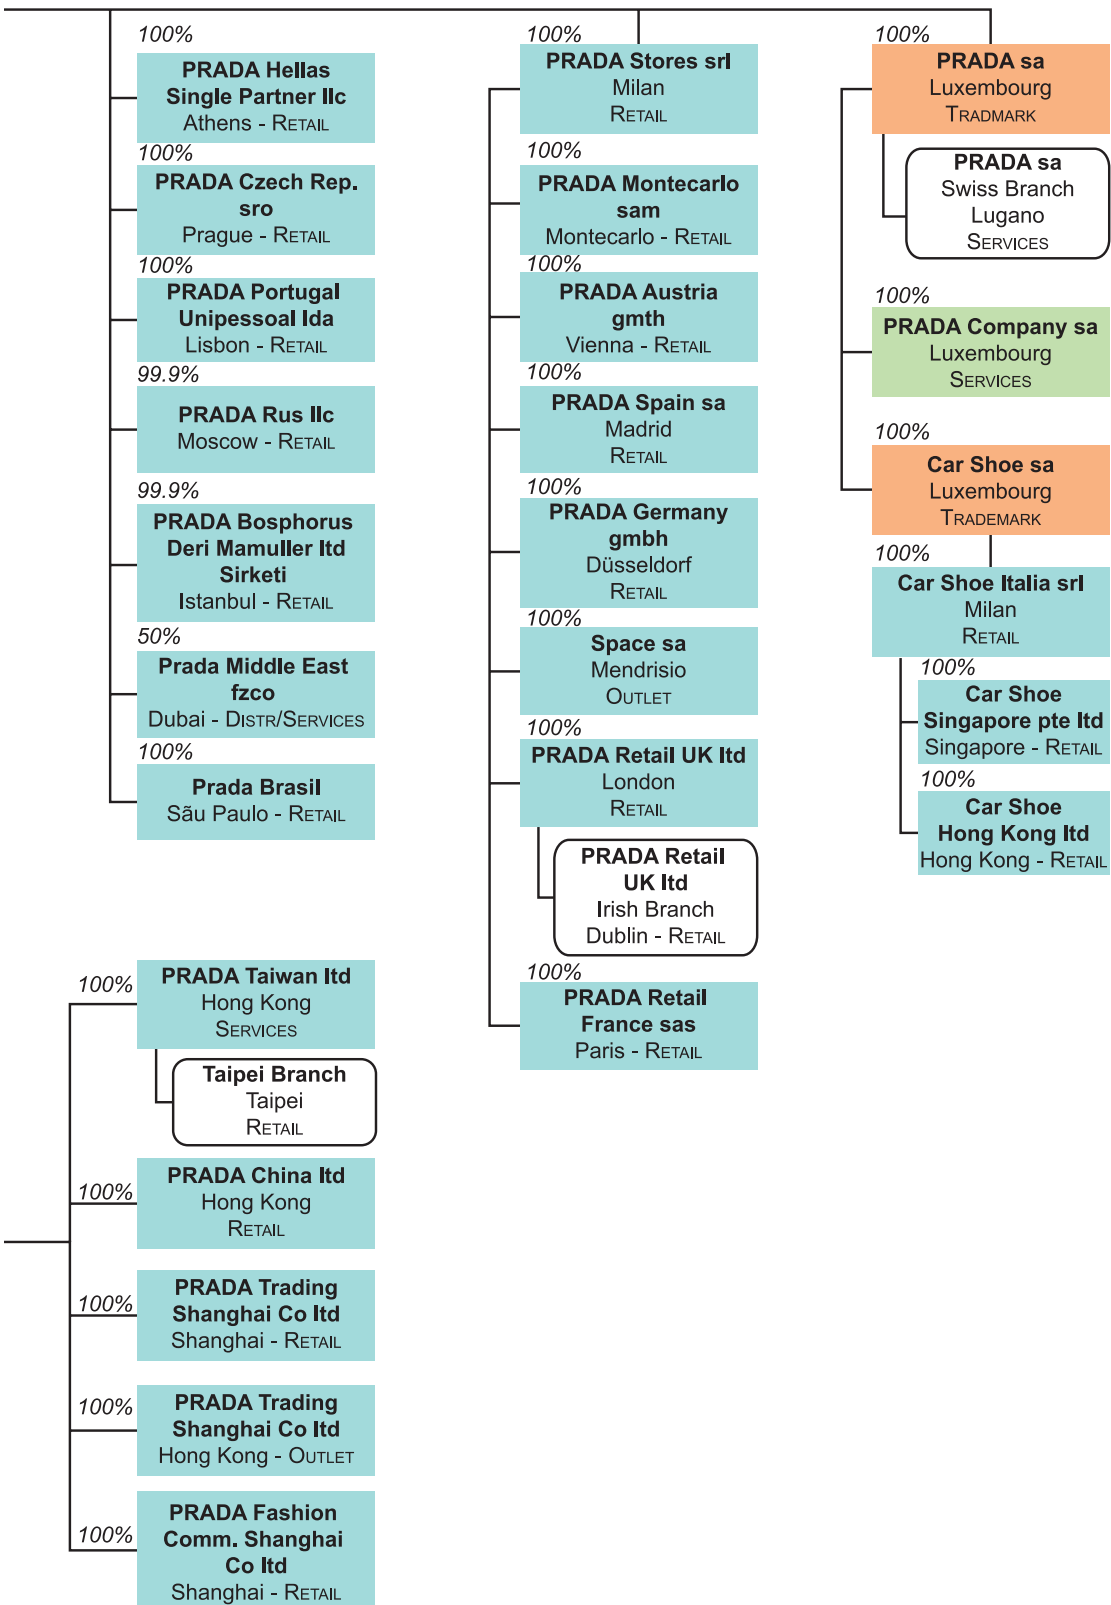 100%
PRADA Hellas
Single Partner llc
Athens - RETAIL
100%
PRADA Czech Rep.
sro
Prague - RETAIL
100%
PRADA Portugal
Unipessoal lda
Lisbon - RETAIL
99.9%
PRADA Rus llc
Moscow - RETAIL
99.9%
PRADA Bosphorus
Deri Mamuller ltd
Sirketi
Istanbul - RETAIL
50%
Prada Middle East
fzco
Dubai - DISTR/SERVICES
100%
Prada Brasil
Sãu Paulo - RETAIL
100%
PRADA Stores srl
Milan
RETAIL
100%
PRADA Montecarlo
sam
Montecarlo - RETAIL
100%
PRADA Austria
gmth
Vienna - RETAIL
100%
PRADA Spain sa
Madrid
RETAIL
100%
PRADA Germany
gmbh
Düsseldorf
RETAIL
100%
Space sa
Mendrisio
OUTLET
100%
PRADA Retail UK ltd
London
RETAIL
PRADA Retail
UK ltd
Irish Branch
Dublin - RETAIL
100%
PRADA Retail
France sas
Paris - RETAIL
100%
PRADA sa
Luxembourg
TRADMARK
PRADA sa
Swiss Branch
Lugano
SERVICES
100%
PRADA Company sa
Luxembourg
SERVICES
100%
Car Shoe sa
Luxembourg
TRADEMARK
100%
Car Shoe Italia srl
Milan
RETAIL
100%
Car Shoe
Singapore pte ltd
Singapore - RETAIL
100%
Car Shoe
Hong Kong ltd
Hong Kong - RETAIL
100%
PRADA Taiwan ltd
Hong Kong
SERVICES
Taipei Branch
Taipei
RETAIL
100%
PRADA China ltd
Hong Kong
RETAIL
100%
PRADA Trading
Shanghai Co ltd
Shanghai - RETAIL
100%
PRADA Trading
Shanghai Co ltd
Hong Kong - OUTLET
100%
PRADA Fashion
Comm. Shanghai
Co ltd
Shanghai - RETAIL